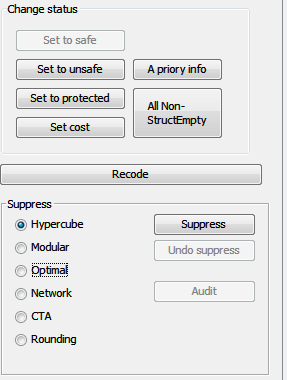 Change status
Set to safe
Set to unsafe
A priory info
Set to protected
All Non-
StructEmpty
Set cost
Recode
Suppress
Hypercube
Suppress
Modular
Undo suppress
Optimal
Network
Audit
CTA
Rounding